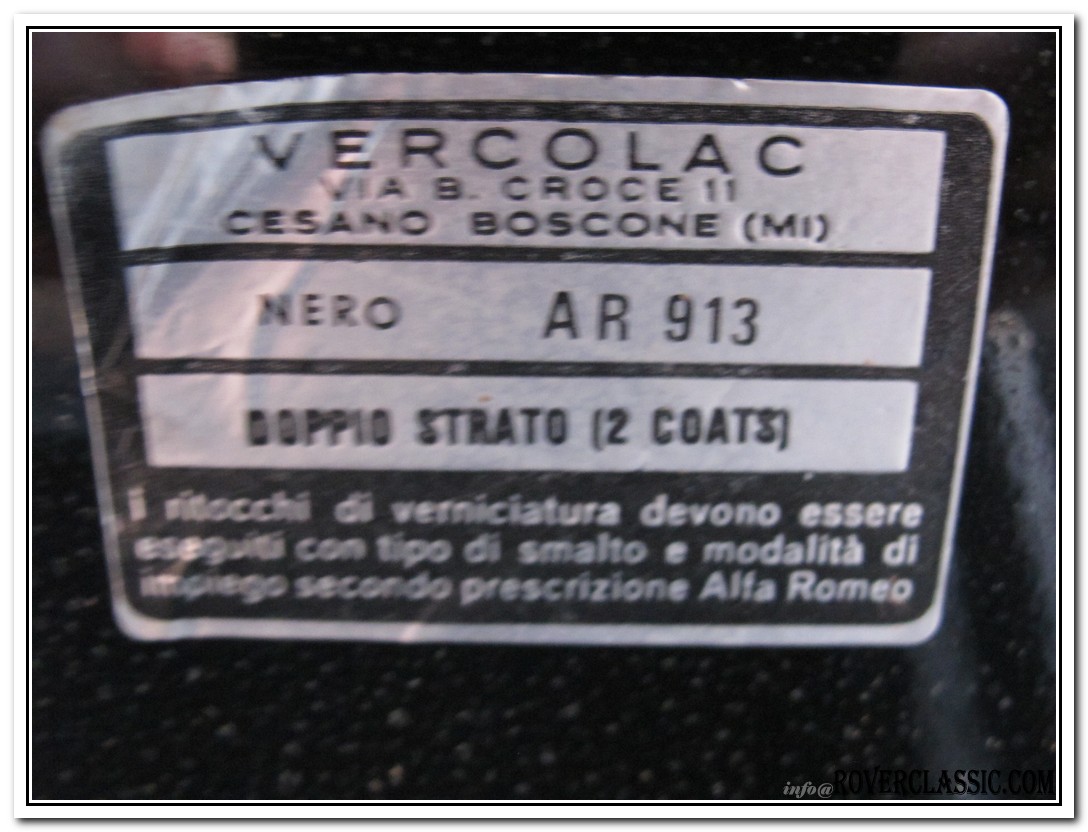 VERCOLAC
VIA B. CROCE 11
CESANO BOSCONE (MI)
NERO AR 913
DOPPIO STRATO (2 COATS)
I ritocchi di verniciatura devono essere
eseguiti con tipo di smalto e modalità di
impiego secondo prescrizione Alfa Romeo
info@ROVERCLASSIC.COM